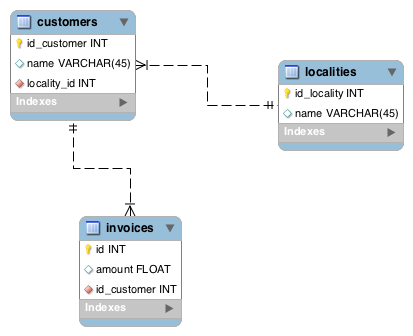 customers
id_customer INT
name VARCHAR(45)
locality_id INT
Indexes
localities
id_locality INT
name VARCHAR(45)
Indexes
invoices
id INT
amount FLOAT
id_customer INT
Indexes